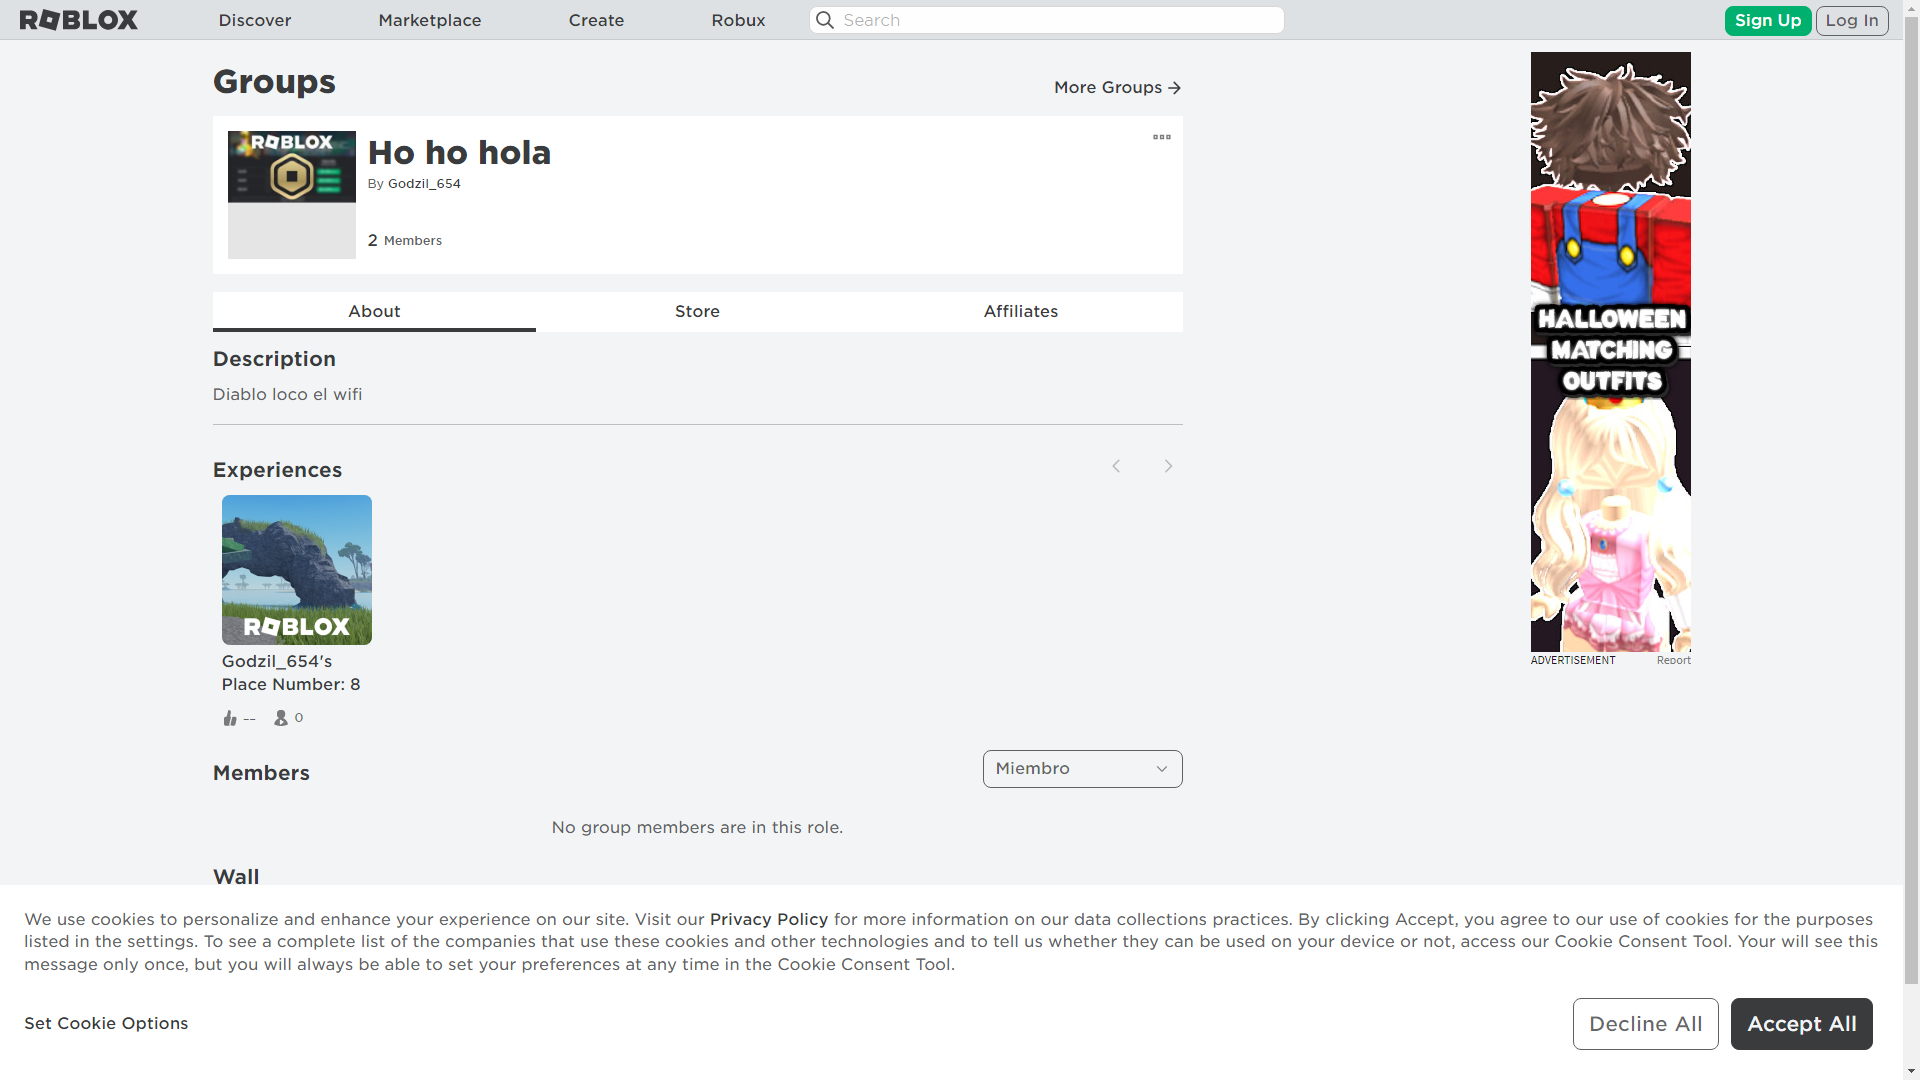 ROBLOX
Discover
Marketplace
Create
Robux
Search
Sign Up
Log In
Groups
More Groups
ROBLOX
Ho ho hola
By Godzil_654
2 Members
About
Store
Affiliates
Description
Diablo loco el wifi
Experiences
ROBLOX
Godzil_654's
Place Number: 8
--
0
Members
Miembro
No group members are in this role.
Wall
HALLOWEEN
MATCHING
OUTFITS
ADVERTISEMENT
Report
We use cookies to personalize and enhance your experience on our site. Visit our Privacy Policy for more information on our data collections practices. By clicking Accept, you agree to our use of cookies for the purposes
listed in the settings. To see a complete list of the companies that use these cookies and other technologies and to tell us whether they can be used on your device or not, access our Cookie Consent Tool. Your will see this
message only once, but you will always be able to set your preferences at any time in the Cookie Consent Tool.
Set Cookie Options
Decline All
Accept All